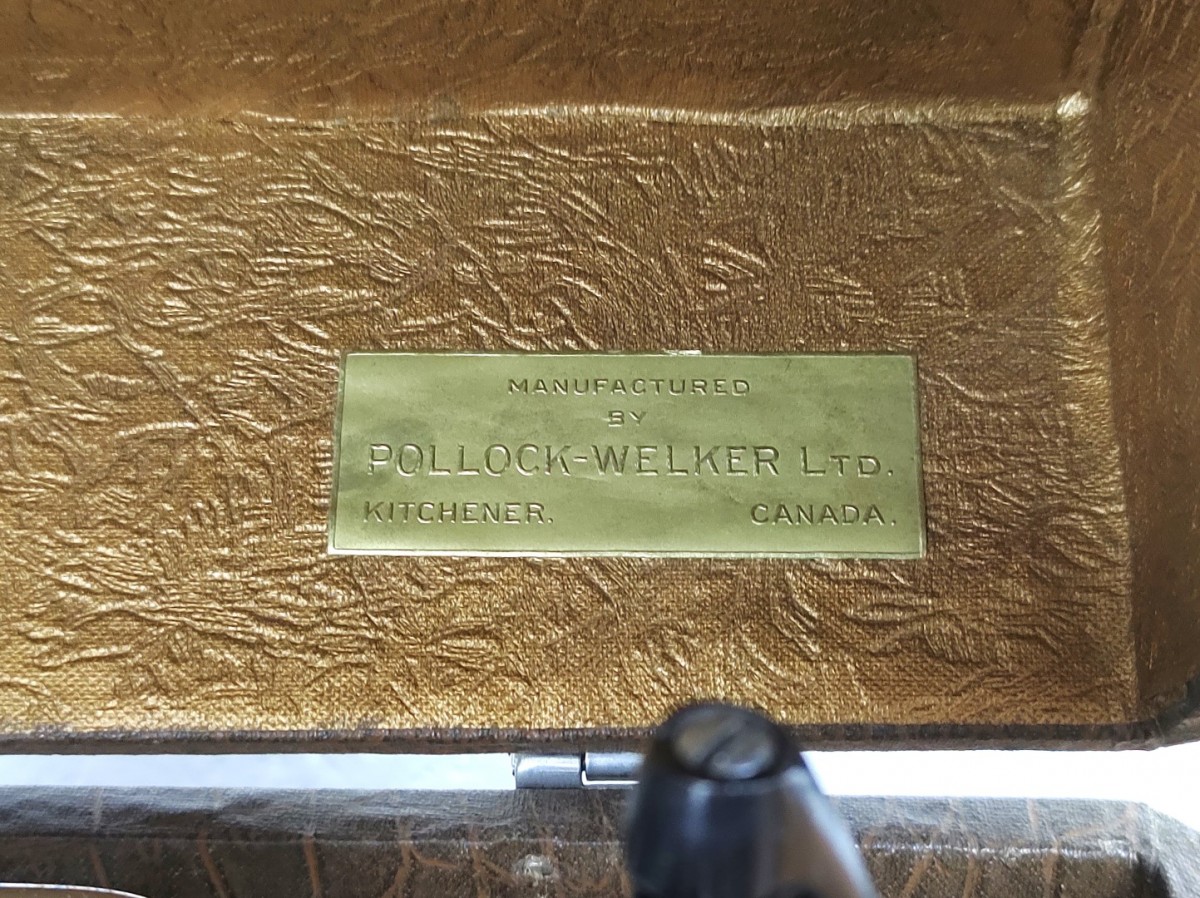 MANUFACTURED
BY
POLLOCK-WELKER LTD.
KITCHENER. CANADA.